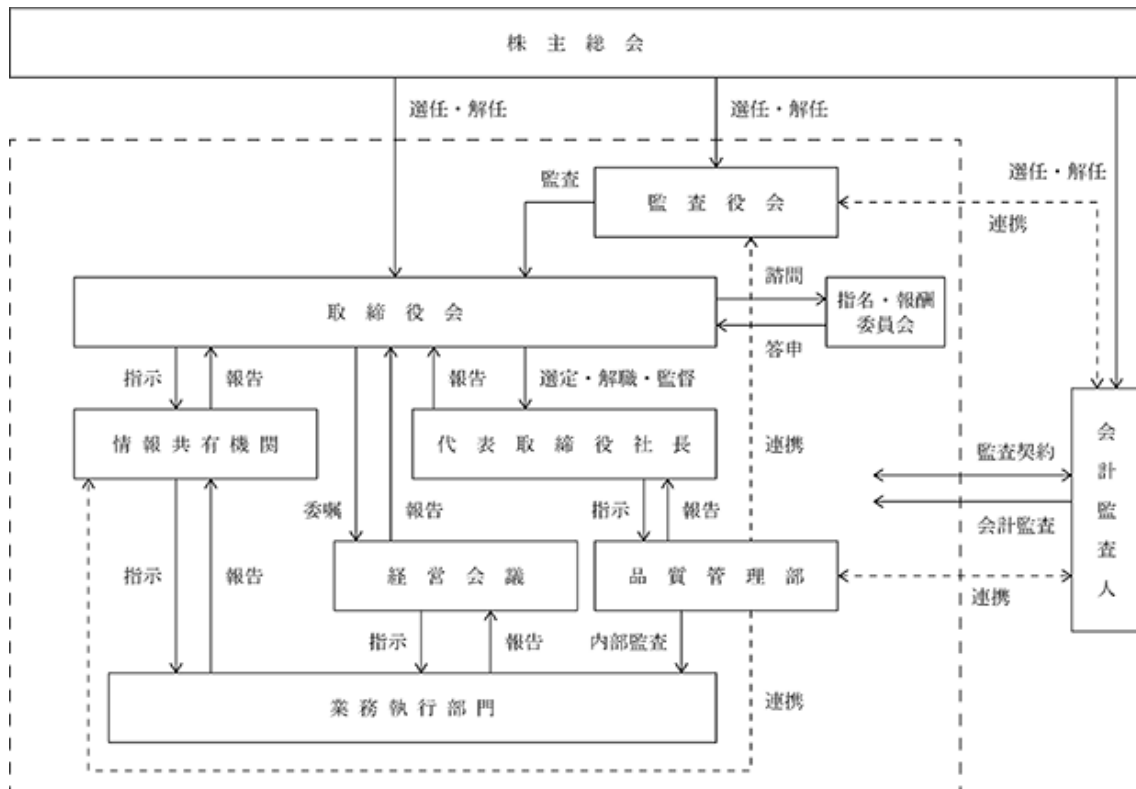 株主総会
選任・解任
選任・解任
選任・解任
監査
監査役会
連携
取締役会
諮問
指名・報酬
委員会
答申
指示
報告
報告
選定・解職・監督
情報共有機関
代表取締役社長
連携
会計監査人
監査契約
会計監査
委嘱
報告
指示
報告
指示
報告
経営会議
品質管理部
連携
指示
報告
内部監査
業務執行部門
連携